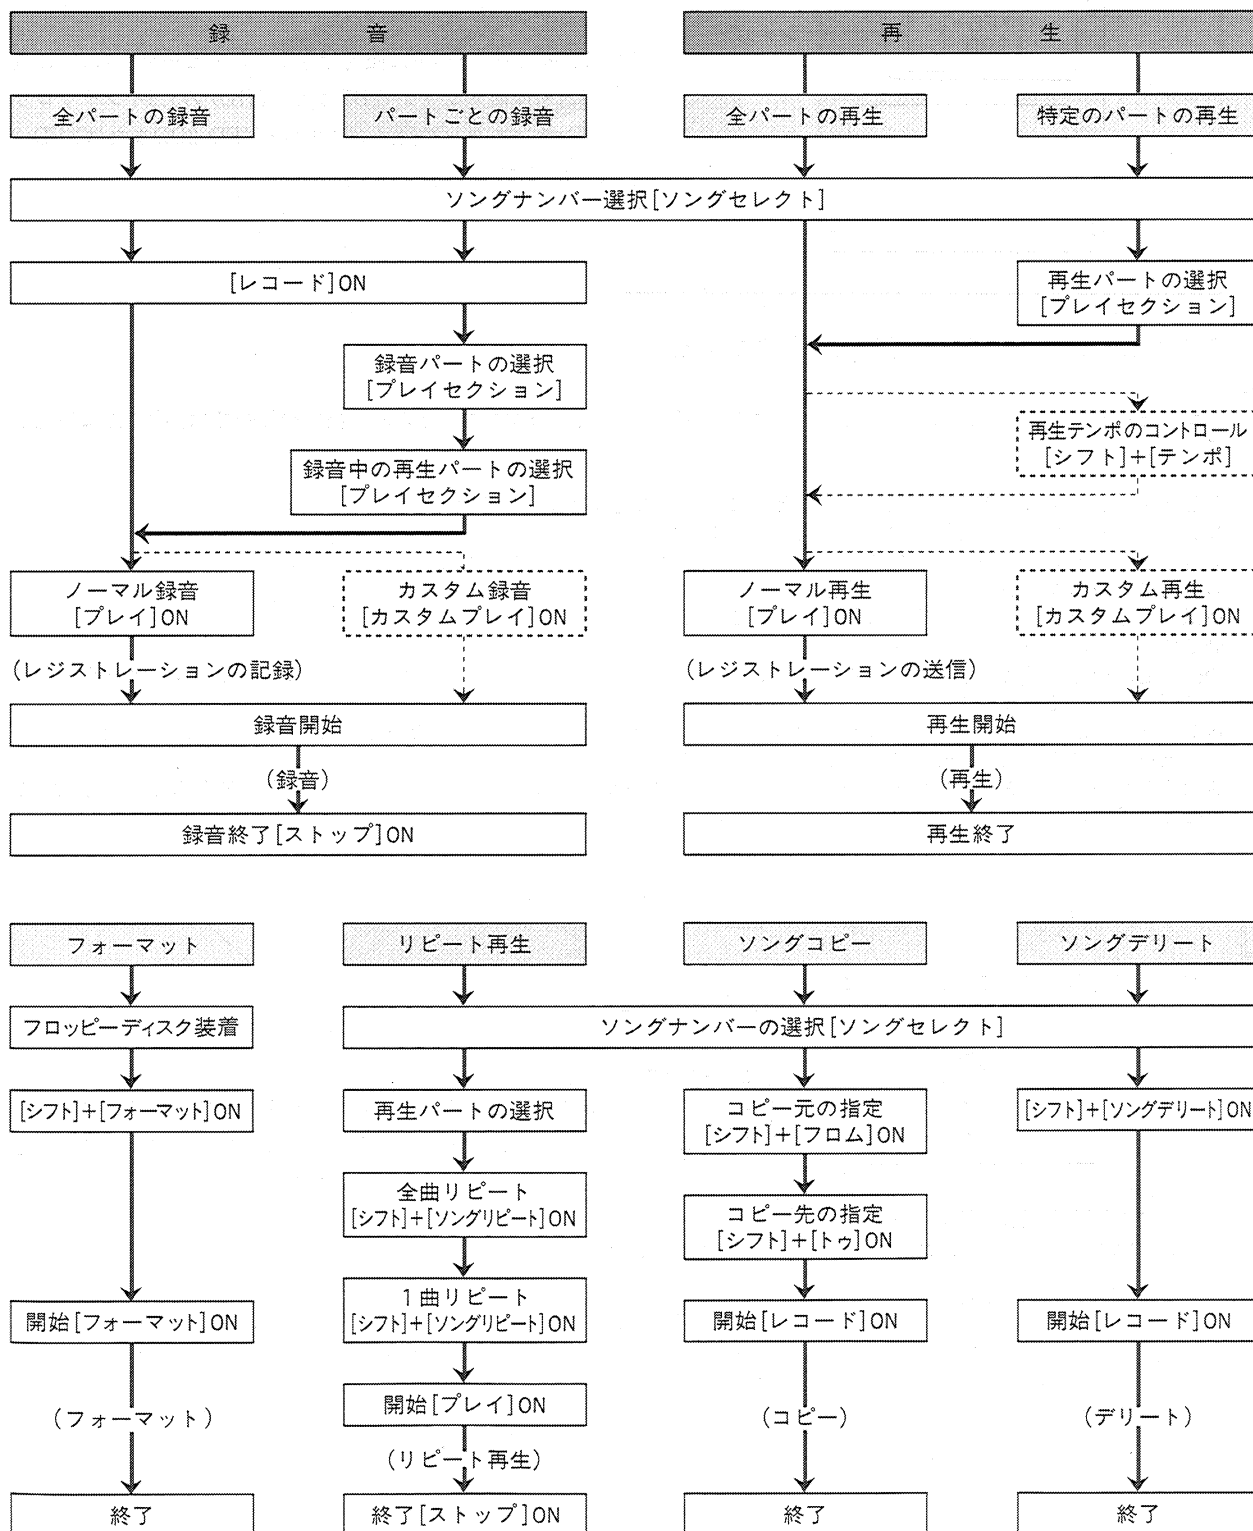 録音
再生
全パートの録音
パートごとの録音
全パートの再生
特定のパートの再生
ソングナンバー選択[ソングセレクト]
[レコード]ON
再生パートの選択
[プレイセクション]
録音パートの選択
[プレイセクション]
再生テンポのコントロール
[シフト]+[テンポ]
録音中の再生パートの選択
[プレイセクション]
ノーマル録音
[プレイ]ON
カスタム録音
[カスタムプレイ]ON
ノーマル再生
[プレイ]ON
カスタム再生
[カスタムプレイ]ON
(レジストレーションの記録)
(レジストレーションの送信)
録音開始
再生開始
(録音)
(再生)
録音終了[ストップ]ON
再生終了
フォーマット
リピート再生
ソングコピー
ソングデリート
フロッピーディスク装着
ソングナンバーの選択[ソングセレクト]
[シフト]+[フォーマット]ON
再生パートの選択
コピー元の指定
[シフト]+[フロム]ON
[シフト]+[ソングデリート]ON
全曲リピート
[シフト]+[ソングリピート]ON
コピー先の指定
[シフト]+[トゥ]ON
開始[フォーマット]ON
1曲リピート
[シフト]+[ソングリピート]ON
開始[レコード]ON
開始[レコード]ON
開始[プレイ]ON
(フォーマット)
(コピー)
(デリート)
(リピート再生)
終了
終了[ストップ]ON
終了
終了